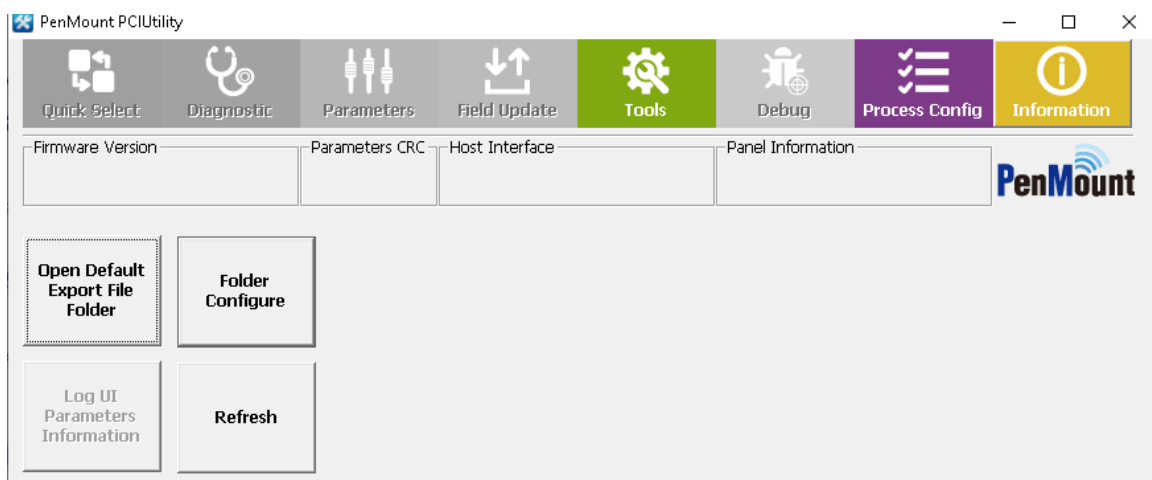 PenMount PCIUtility
Quick Select
Diagnostic
Parameters
Field Update
Tools
Debug
Process Config
Information
Firmware Version
Parameters CRC
Host Interface
Panel Information
PenMount
Open Default
Export File
Folder
Folder
Configure
Log UI
Parameters
Information
Refresh